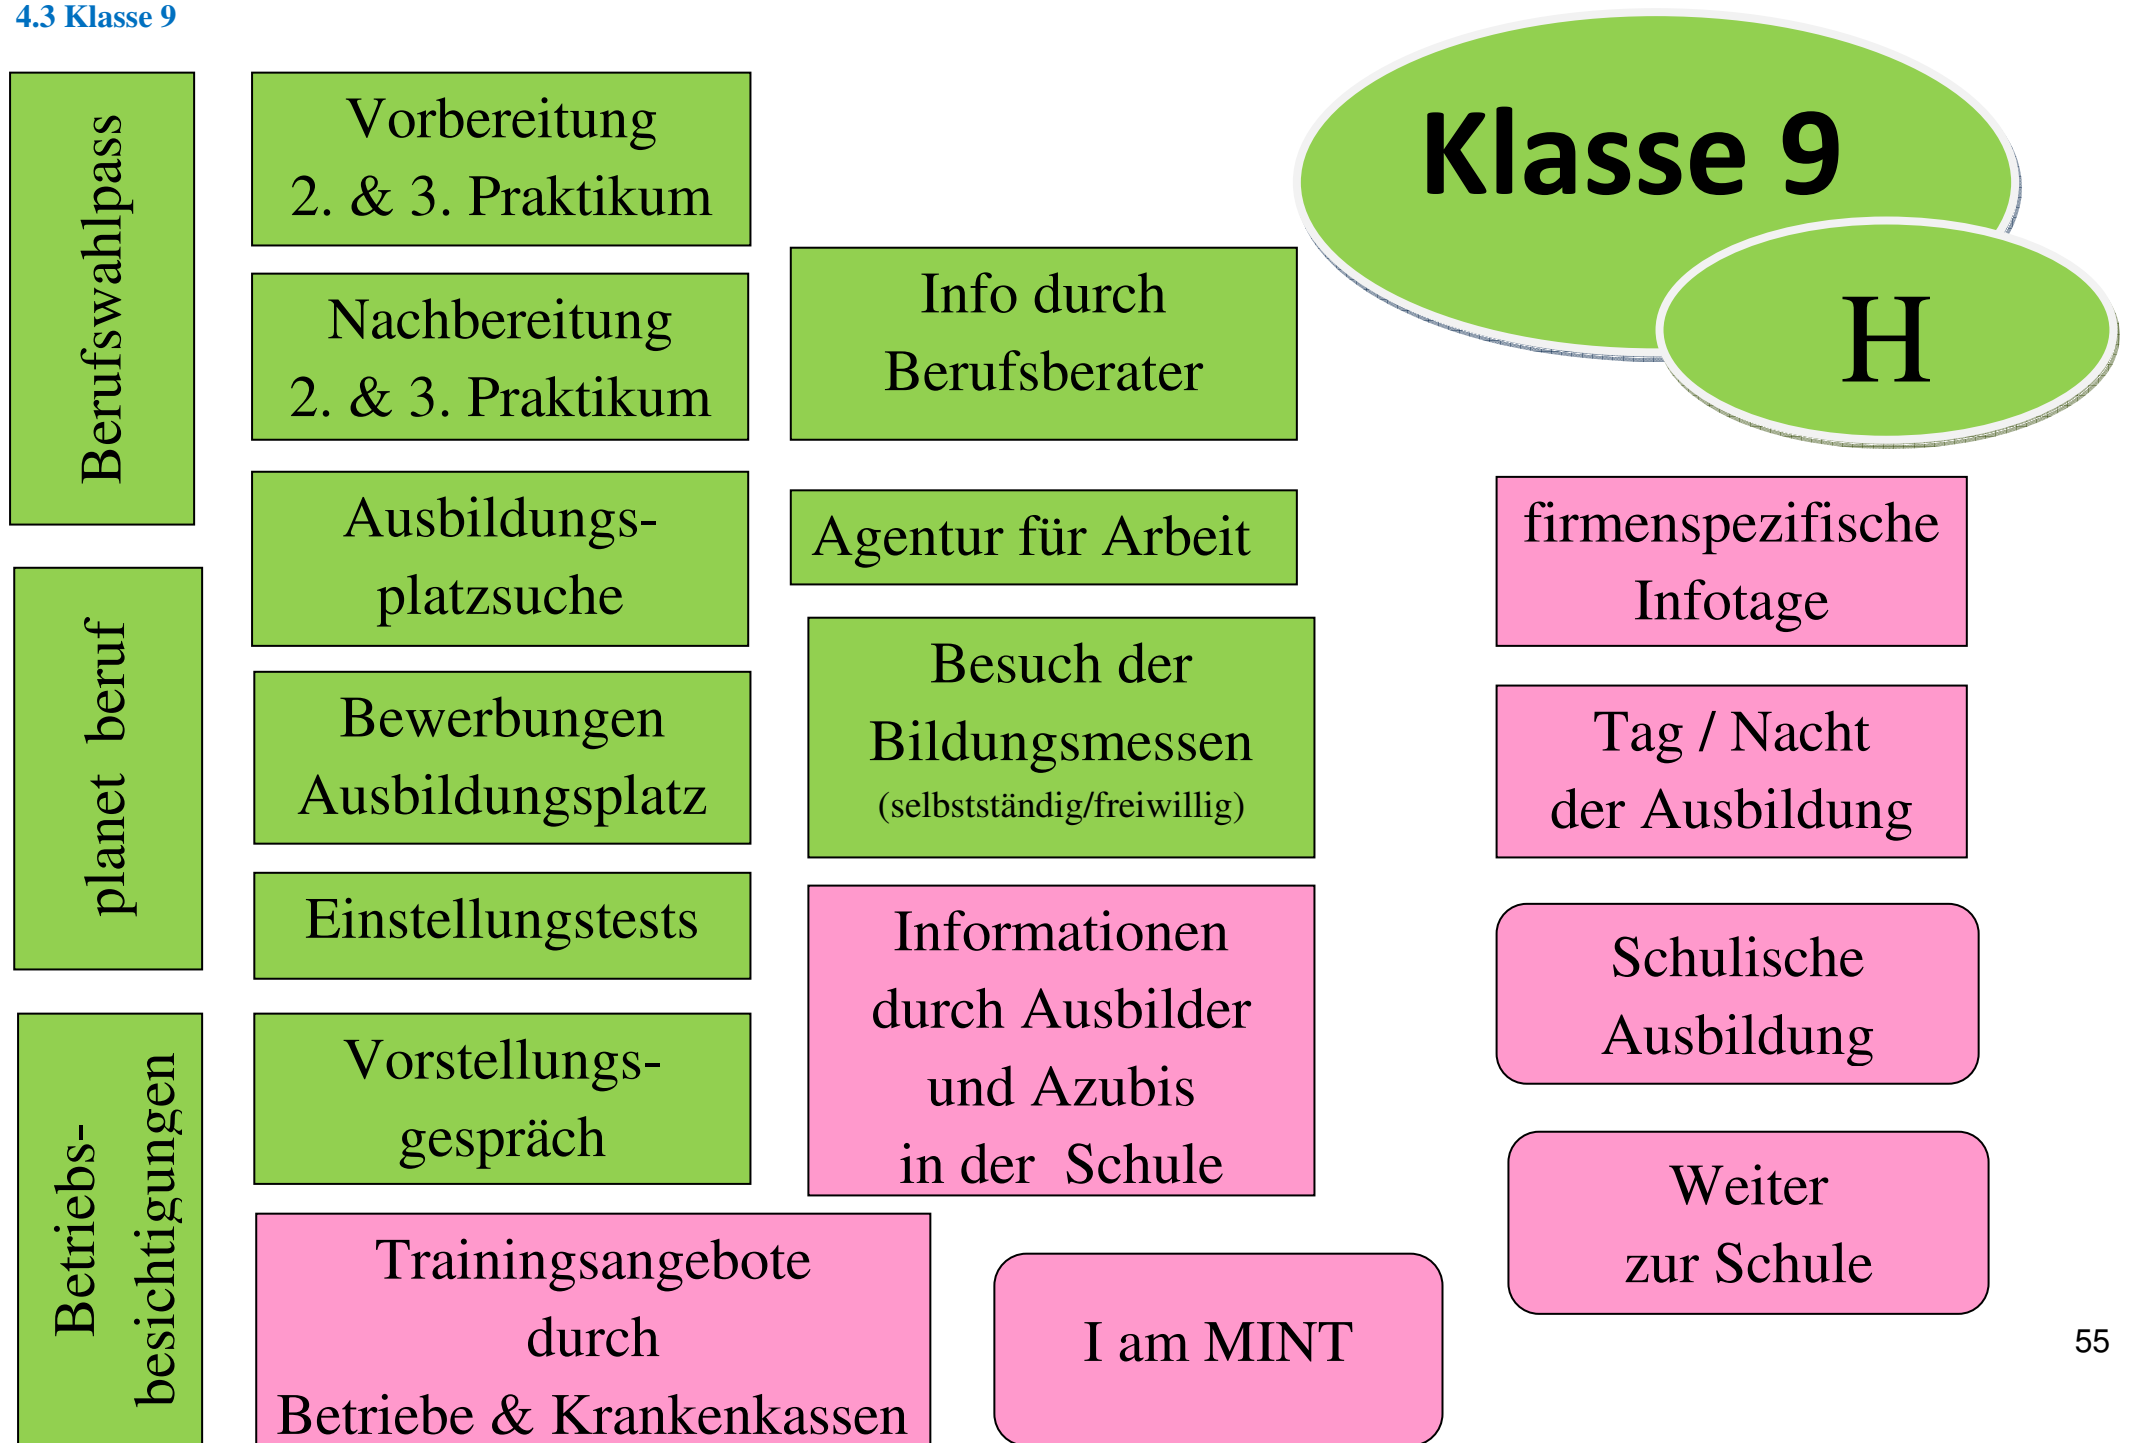 4.3 Klasse 9
Klasse 9
H
Berufswahlpass
planet beruf
Betriebs-
besichtigungen
Vorbereitung
2. & 3. Praktikum
Nachbereitung
2. & 3. Praktikum
Ausbildungs-
platzsuche
Bewerbungen
Ausbildungsplatz
Einstellungstests
Vorstellungs-
gespräch
Trainingsangebote
durch
Betriebe & Krankenkassen
Info durch
Berufsberater
Agentur für Arbeit
Besuch der
Bildungsmessen
(selbstständig/freiwillig)
Informationen
durch Ausbilder
und Azubis
in der Schule
I am MINT
firmenspezifische
Infotage
Tag / Nacht
der Ausbildung
Schulische
Ausbildung
Weiter
zur Schule
55